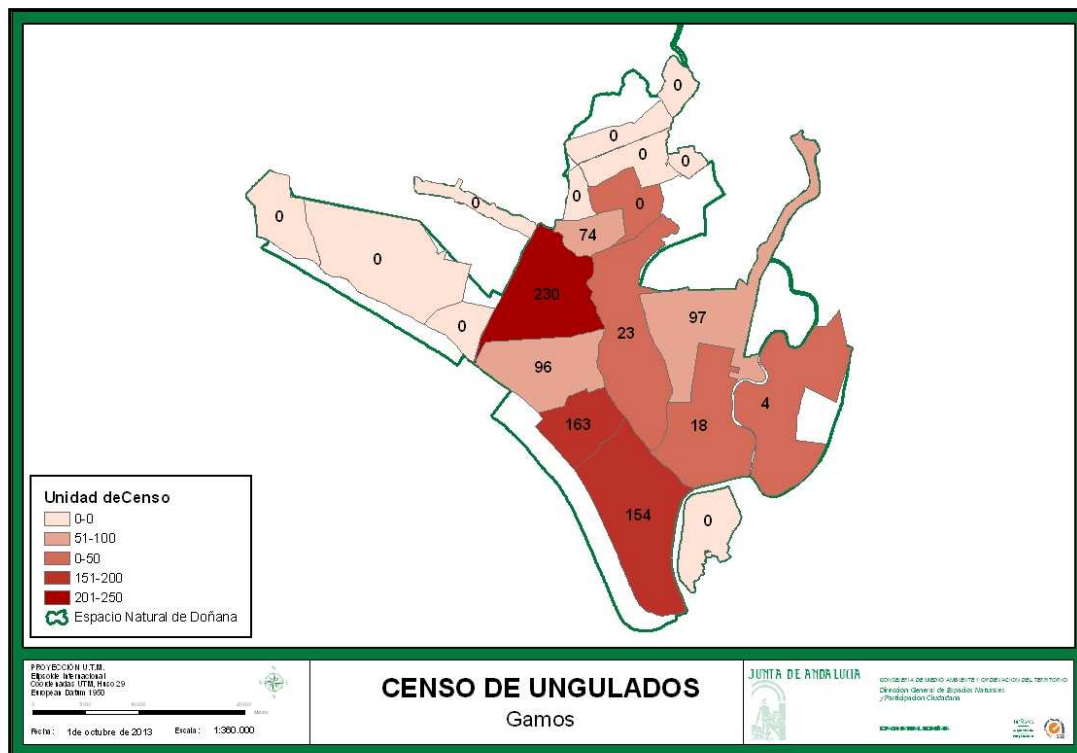 0
0
0
0
0
0
0
0
74
0
230
97
0
23
96
4
163
18
154
0
Unidad deCenso
0-0
51-100
0-50
151-200
201-250
Espacio Natural de Doñana
PROYECCIÓN U.T.M.
Elipsoide Internacional
Coordenadas UTM, Huso 29
European Datum 1950
0
Fecha: 1de octubre de 2013 Escala: 1:360.000
CENSO DE UNGULADOS
Gamos
JUNTA DE ANDALUCIA
CONSEJERÍA DE MEDIO AMBIENTE Y ORDENACIÓN DEL TERRITORIO
Dirección General de Espacios Naturales
y Participación Ciudadana